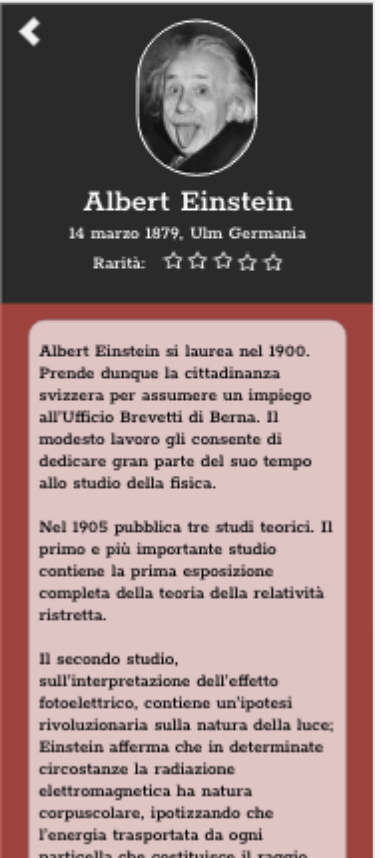 Albert Einstein
14 marzo 1879, Ulm Germania
Rarità:
Albert Einstein si laurea nel 1900.
Prende dunque la cittadinanza
svizzera per assumere un impiego
all'Ufficio Brevetti di Berna. Il
modesto lavoro gli consente di
dedicare gran parte del suo tempo
allo studio della fisica.
Nel 1905 pubblica tre studi teorici. Il
primo e più importante studio
contiene la prima esposizione
completa della teoria della relatività
ristretta.
Il secondo studio,
sull'interpretazione dell'effetto
fotoelettrico, contiene un'ipotesi
rivoluzionaria sulla natura della luce;
Einstein afferma che in determinate
circostanze la radiazione
elettromagnetica ha natura
corpuscolare, ipotizzando che
l'energia trasportata da ogni
particella che costituisce il raggio